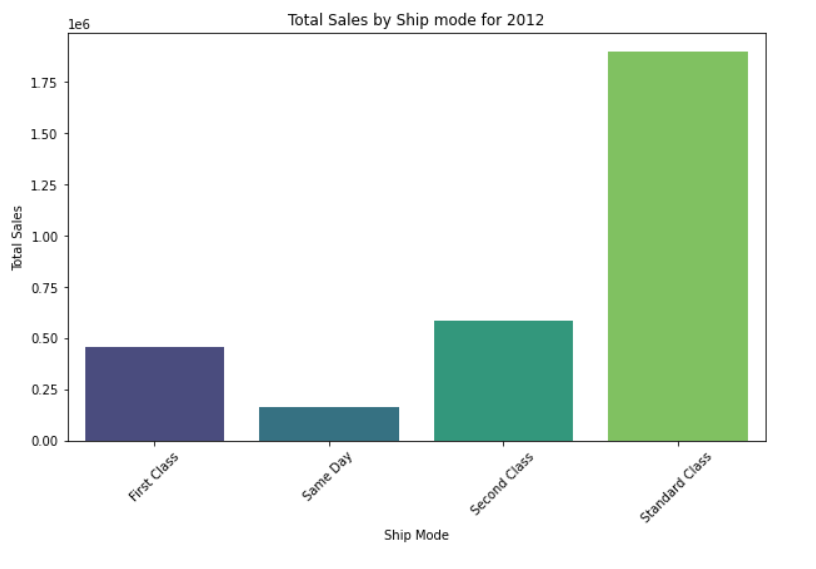 Total Sales by Ship mode for 2012
1e6
1.75
1.50
1.25
1.00
0.75
0.50
0.25
0.00
Total Sales
First Class
Same Day
Second Class
Standard Class
Ship Mode